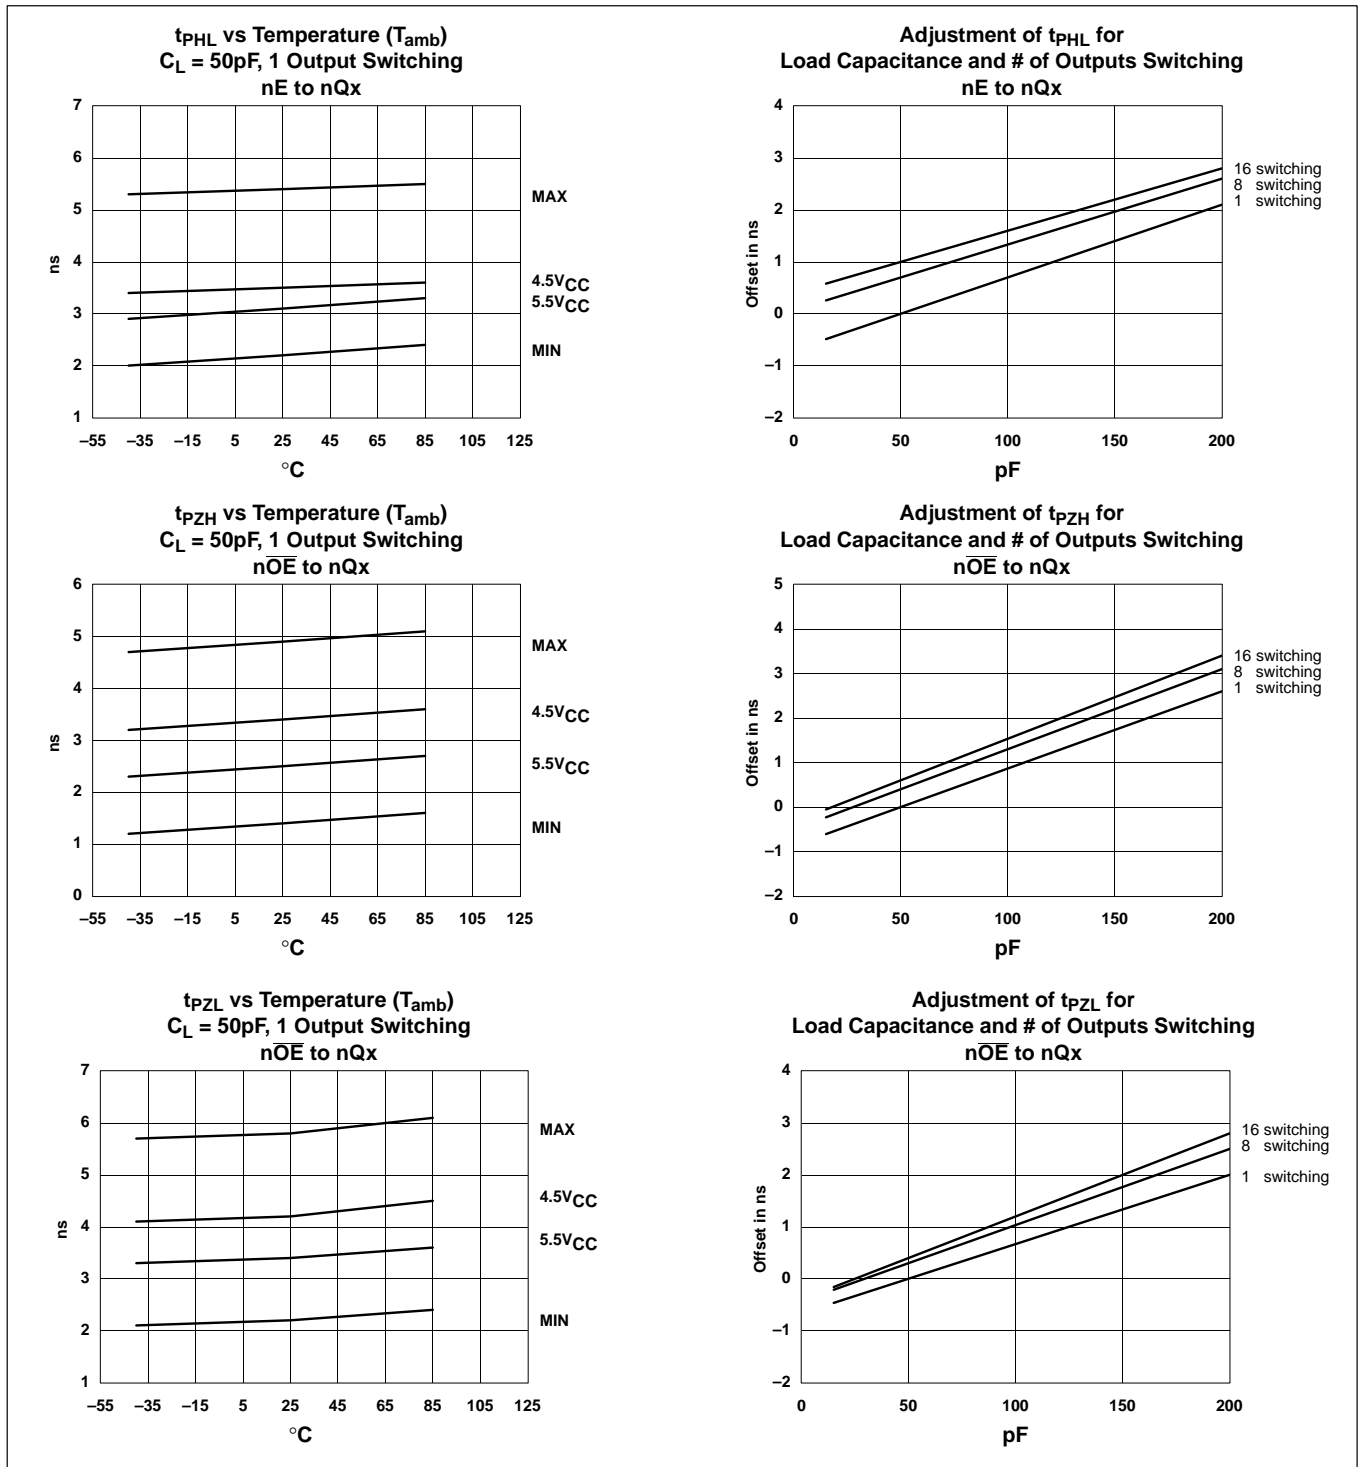 tPHL vs Temperature (Tamb)
CL = 50pF, 1 Output Switching
nE to nQx
7
6
5
4
3
2
1
ns
MAX
4.5VCC
5.5VCC
MIN
–55 –35 –15 5 25 45 65 85 105 125
°C
Adjustment of tPHL for
Load Capacitance and # of Outputs Switching
nE to nQx
4
3
2
1
0
–1
–2
Offset in ns
16 switching
8 switching
1 switching
0 50 100 150 200
pF
tPZH vs Temperature (Tamb)
CL = 50pF, 1 Output Switching
nO̅E̅ to nQx
6
5
4
3
2
1
0
ns
MAX
4.5VCC
5.5VCC
MIN
–55 –35 –15 5 25 45 65 85 105 125
°C
Adjustment of tPZH for
Load Capacitance and # of Outputs Switching
nO̅E̅ to nQx
5
4
3
2
1
0
–1
–2
Offset in ns
16 switching
8 switching
1 switching
0 50 100 150 200
pF
tPZL vs Temperature (Tamb)
CL = 50pF, 1 Output Switching
nO̅E̅ to nQx
7
6
5
4
3
2
1
ns
MAX
4.5VCC
5.5VCC
MIN
–55 –35 –15 5 25 45 65 85 105 125
°C
Adjustment of tPZL for
Load Capacitance and # of Outputs Switching
nO̅E̅ to nQx
4
3
2
1
0
–1
–2
Offset in ns
16 switching
8 switching
1 switching
0 50 100 150 200
pF